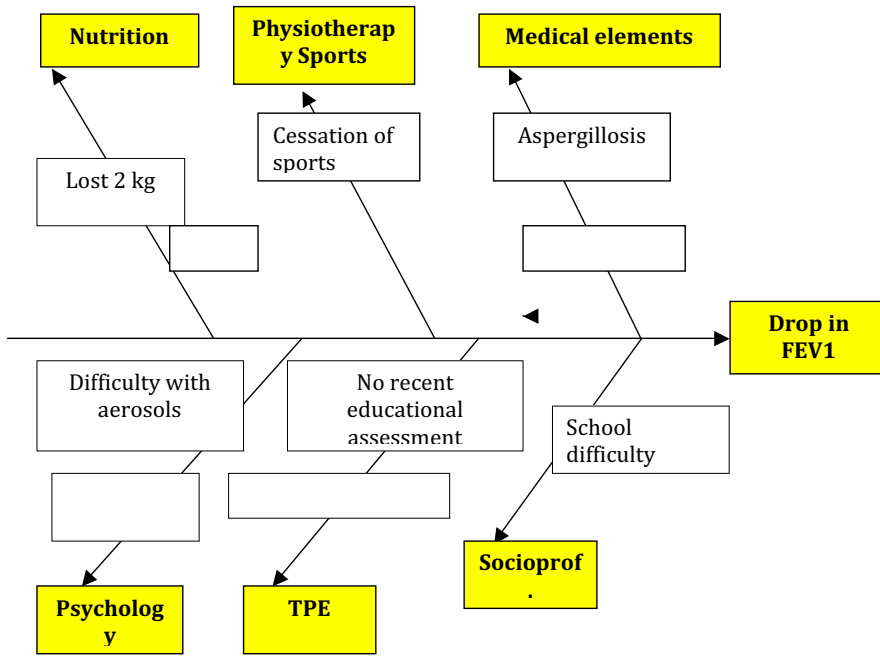 Nutrition
Physiotherap
y Sports
Medical elements
Cessation of
sports
Aspergillosis
Lost 2 kg
Drop in
FEV1
Difficulty with
aerosols
No recent
educational
assessment
School
difficulty
Socioprof
.
Psycholog
y
TPE